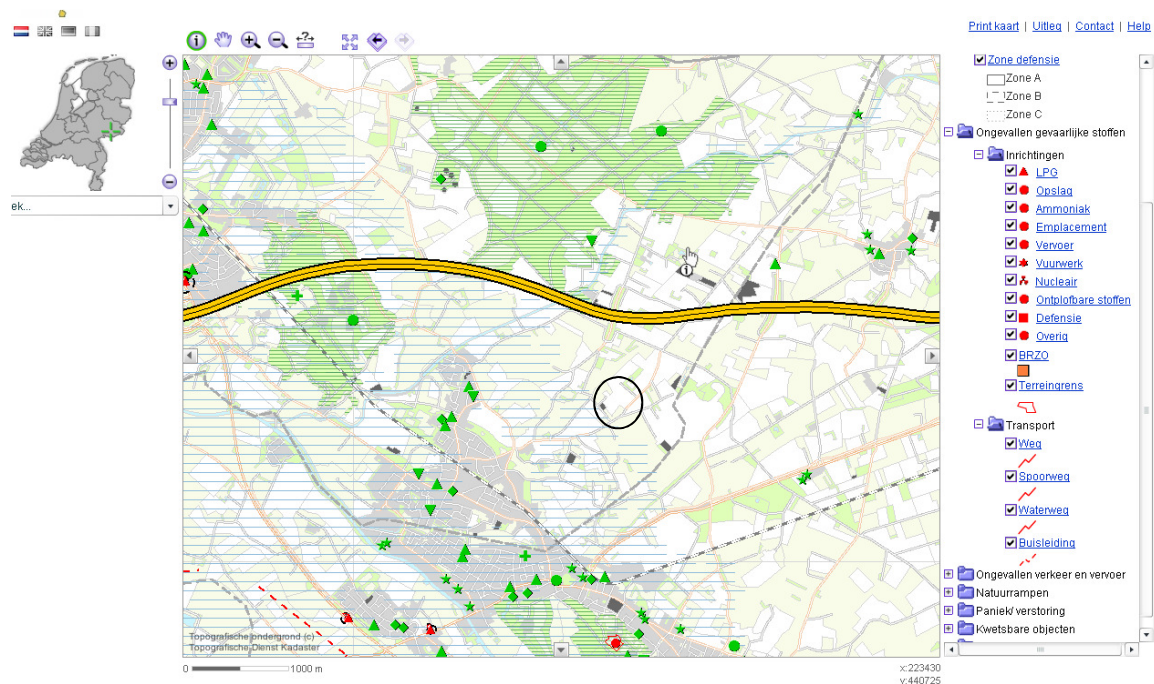 Print kaart | Uitleg | Contact | Help
ek...
Zone defensie
Zone A
Zone B
Zone C
Ongevallen gevaarlijke stoffen
Inrichtingen
LPG
Opslag
Ammoniak
Emplacement
Vervoer
Vuurwerk
Nucleair
Ontplofbare stoffen
Defensie
Overig
BRZO
Terreingrens
Transport
Weg
Spoorweg
Waterweg
Buisleiding
Ongevallen verkeer en vervoer
Natuurrampen
Paniek/ verstoring
Kwetsbare objecten
Topografische ondergrond (c)
Topografische Dienst Kadaster
0 1000 m
x:223430
y:440725